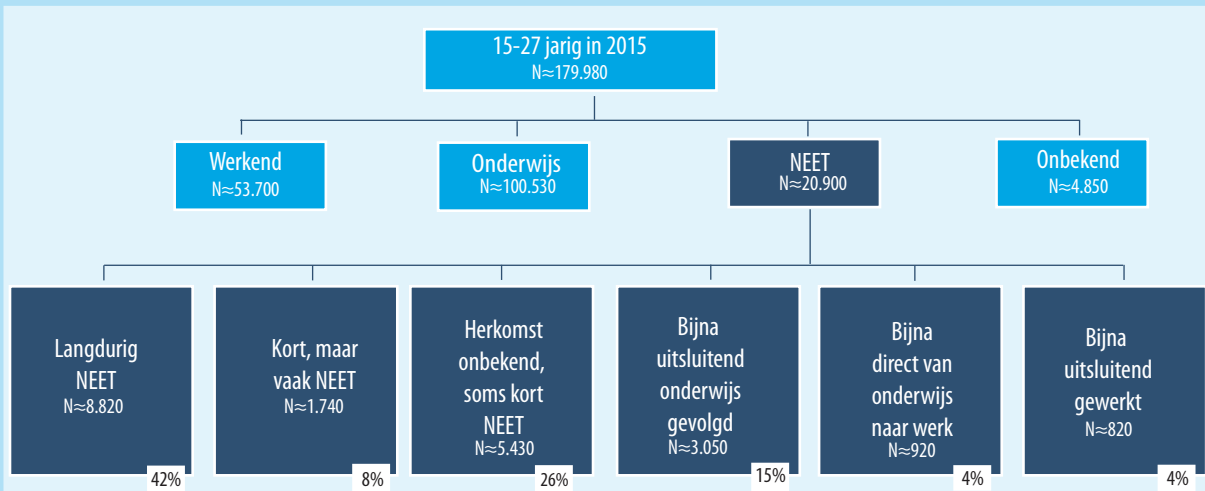 15-27 jarig in 2015
N≈179.980
Werkend
N≈53.700
Onderwijs
N≈100.530
NEET
N≈20.900
Onbekend
N≈4.850
Langdurig
NEET
N≈8.820
42%
Kort, maar
vaak NEET
N≈1.740
8%
Herkomst
onbekend,
soms kort
NEET
N≈5.430
26%
Bijna
uitsluitend
onderwijs
gevolgd
N≈3.050
15%
Bijna
direct van
onderwijs
naar werk
N≈920
4%
Bijna
uitsluitend
gewerkt
N≈820
4%